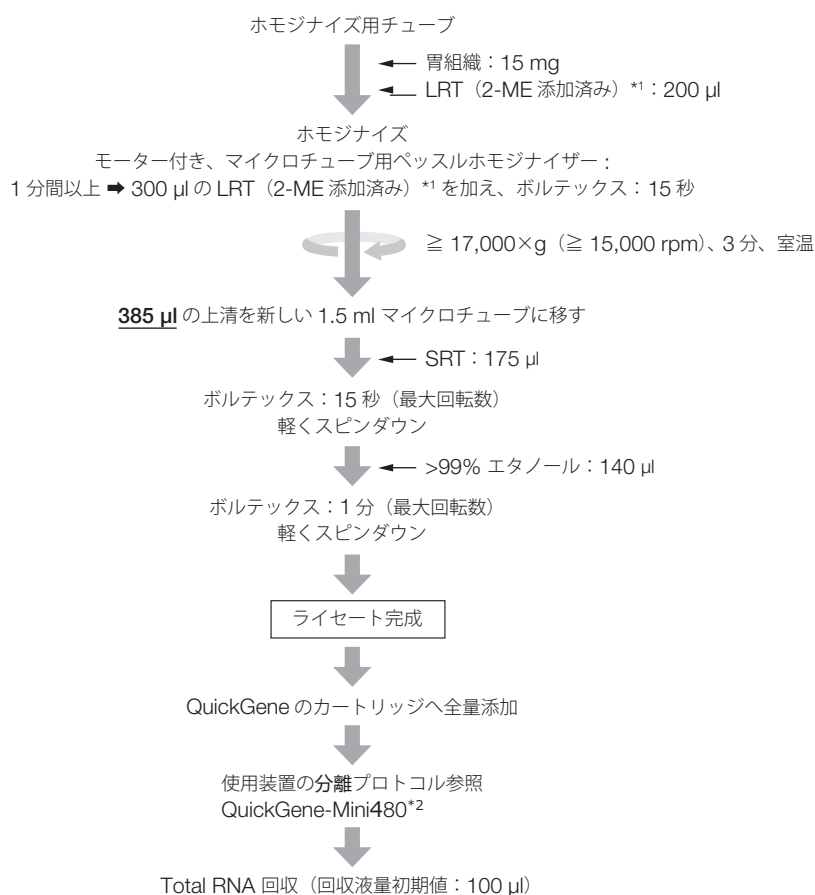 ホモジナイズ用チューブ
胃組織：15 mg
LRT（2-ME 添加済み）*1：200 µl
ホモジナイズ
モーター付き、マイクロチューブ用ペッスルホモジナイザー：
1 分間以上 ➡ 300 µl の LRT（2-ME 添加済み）*1 を加え、ボルテックス：15 秒
≧ 17,000×g（≧ 15,000 rpm）、3 分、室温
385 µl の上清を新しい 1.5 ml マイクロチューブに移す
SRT：175 µl
ボルテックス：15 秒（最大回転数）
軽くスピンダウン
>99% エタノール：140 µl
ボルテックス：1 分（最大回転数）
軽くスピンダウン
ライセート完成
QuickGene のカートリッジへ全量添加
使用装置の分離プロトコル参照
QuickGene-Mini480*2
Total RNA 回収（回収液量初期値：100 µl）